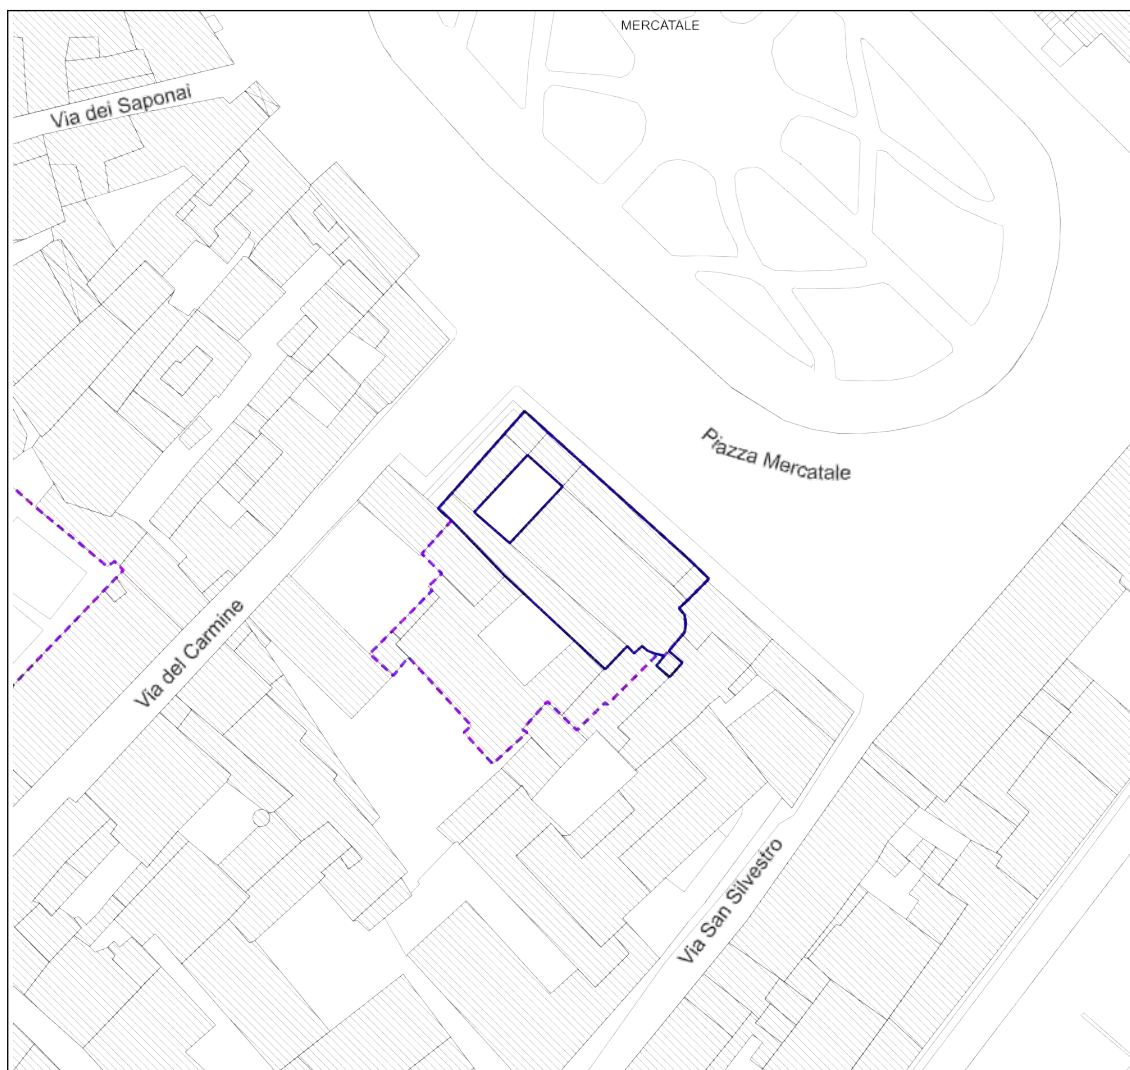 MERCATALE
Via dei Saponai
Piazza Mercatale
Via del Carmine
Via San Silvestro